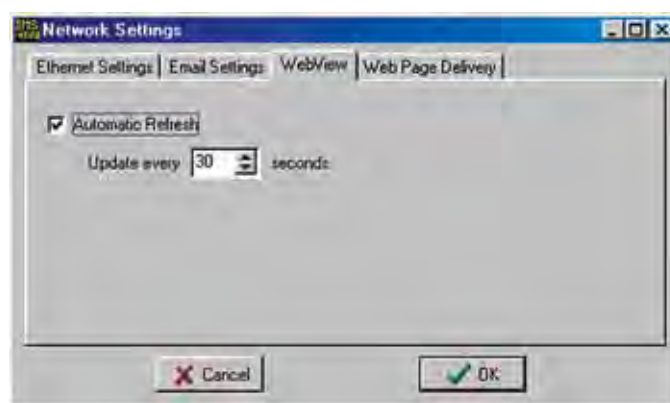 Network Settings
Ethernet Settings Email Settings WebView Web Page Delivery
Automatic Refresh
Update every 30 seconds
Cancel OK